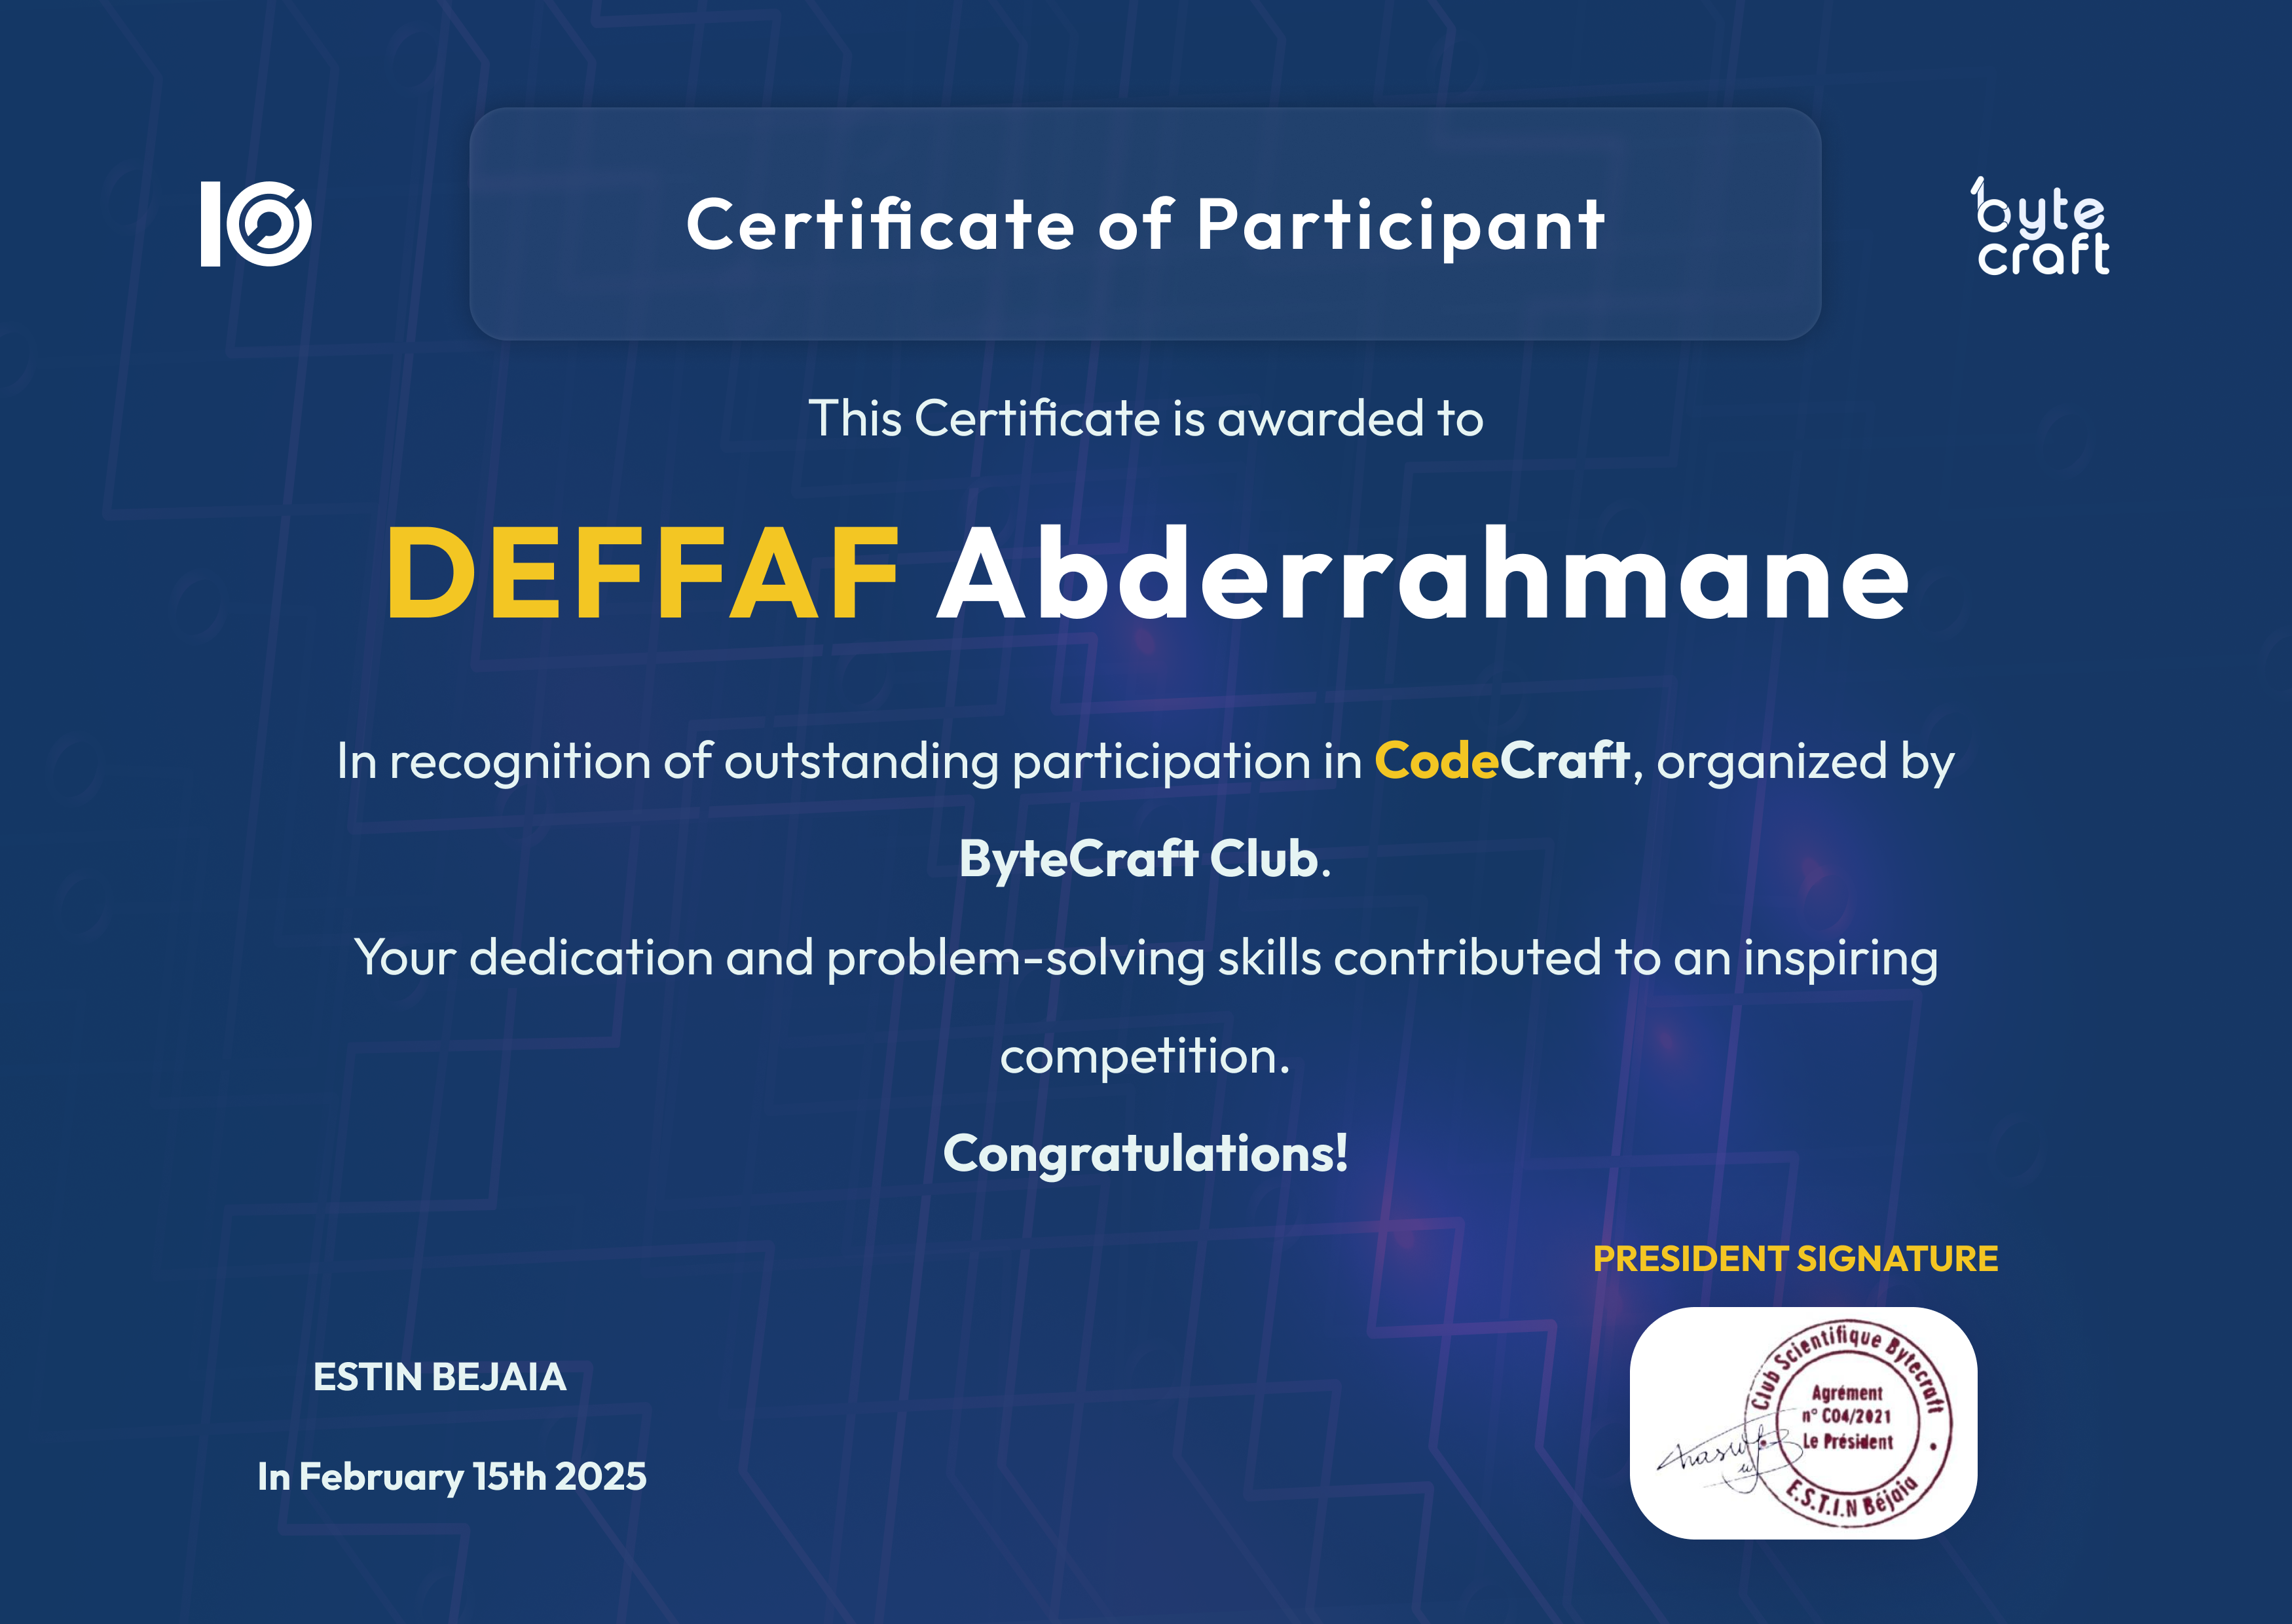 Certificate of Participant
byte
craft
This Certificate is awarded to
DEFFAF Abderrahmane
In recognition of outstanding participation in CodeCraft, organized by
ByteCraft Club.
Your dedication and problem-solving skills contributed to an inspiring
competition.
Congratulations!
PRESIDENT SIGNATURE
ESTIN BEJAIA
In February 15th 2025
Club Scientifique Bytecraft
Agrément
n° C04/2021
Le Président
E.S.T.I.N Béjaia